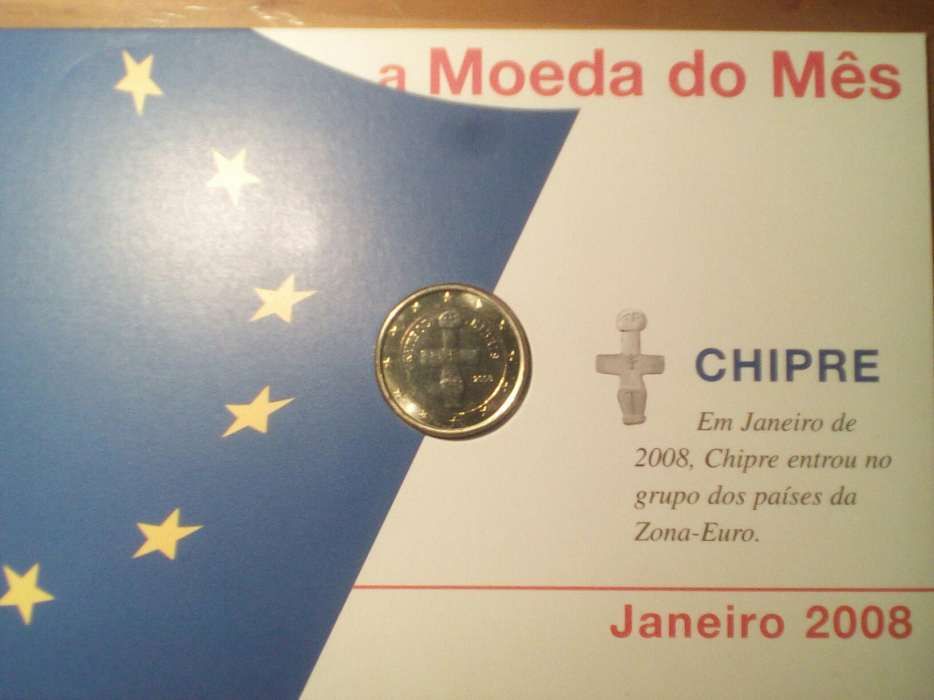 a Moeda do Mês
2008
CHIPRE
Em Janeiro de
2008, Chipre entrou no
grupo dos países da
Zona-Euro.
Janeiro 2008